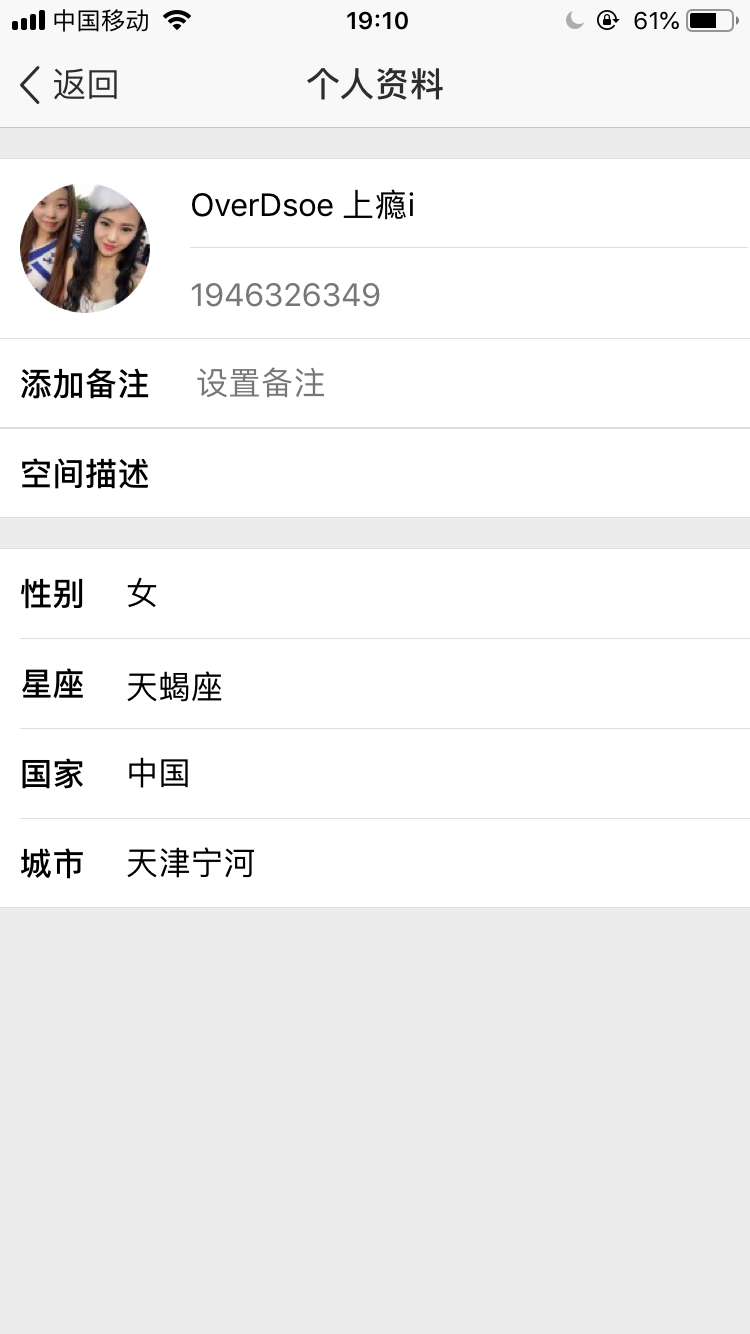 中国移动 19:10 61%
返回 个人资料
OverDsoe 上瘾i
1946326349
添加备注 设置备注
空间描述
性别 女
星座 天蝎座
国家 中国
城市 天津宁河